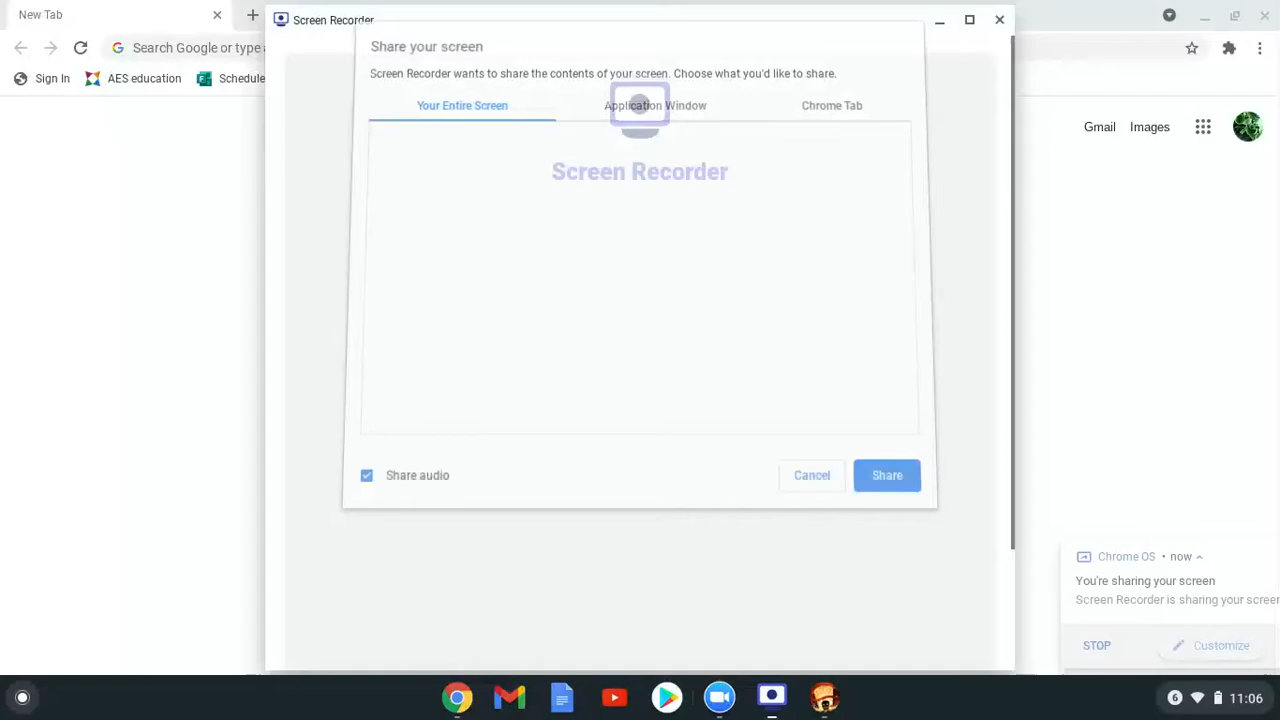 New Tab
Screen Recorder
Share your screen
Search Google or type a
Screen Recorder wants to share the contents of your screen. Choose what you'd like to share.
Sign In
AES education
Schedule
Your Entire Screen
Application Window
Chrome Tab
Gmail
Images
Screen Recorder
Share audio
Cancel
Share
Chrome OS • now
You're sharing your screen
Screen Recorder is sharing your screen
STOP
Customize
6
11:06